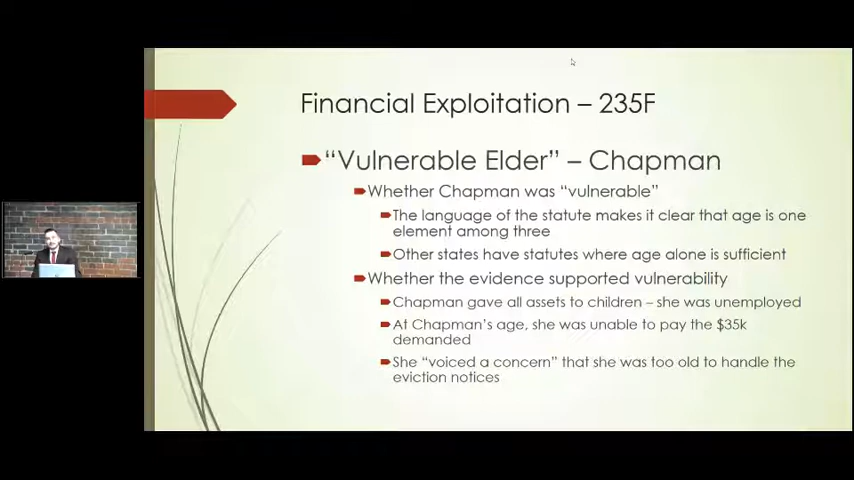 Financial Exploitation – 235F
“Vulnerable Elder” – Chapman
Whether Chapman was “vulnerable”
The language of the statute makes it clear that age is one
element among three
Other states have statutes where age alone is sufficient
Whether the evidence supported vulnerability
Chapman gave all assets to children – she was unemployed
At Chapman’s age, she was unable to pay the $35k
demanded
She “voiced a concern” that she was too old to handle the
eviction notices